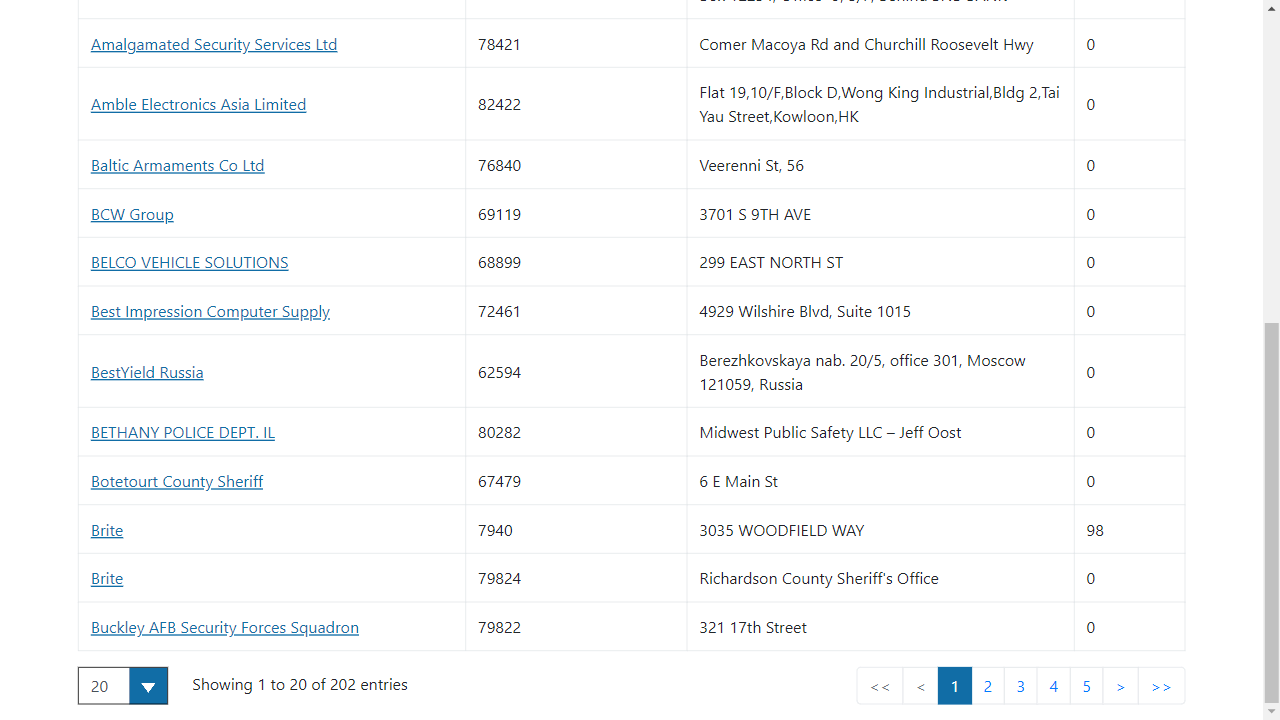 Amalgamated Security Services Ltd 78421 Comer Macoya Rd and Churchill Roosevelt Hwy 0
Amble Electronics Asia Limited 82422 Flat 19,10/F,Block D,Wong King Industrial,Bldg 2,Tai
Yau Street,Kowloon,HK 0
Baltic Armaments Co Ltd 76840 Veerenni St, 56 0
BCW Group 69119 3701 S 9TH AVE 0
BELCO VEHICLE SOLUTIONS 68899 299 EAST NORTH ST 0
Best Impression Computer Supply 72461 4929 Wilshire Blvd, Suite 1015 0
BestYield Russia 62594 Berezhkovskaya nab. 20/5, office 301, Moscow
121059, Russia 0
BETHANY POLICE DEPT. IL 80282 Midwest Public Safety LLC – Jeff Oost 0
Botetourt County Sheriff 67479 6 E Main St 0
Brite 7940 3035 WOODFIELD WAY 98
Brite 79824 Richardson County Sheriff's Office 0
Buckley AFB Security Forces Squadron 79822 321 17th Street 0
20 Showing 1 to 20 of 202 entries << < 1 2 3 4 5 > >>